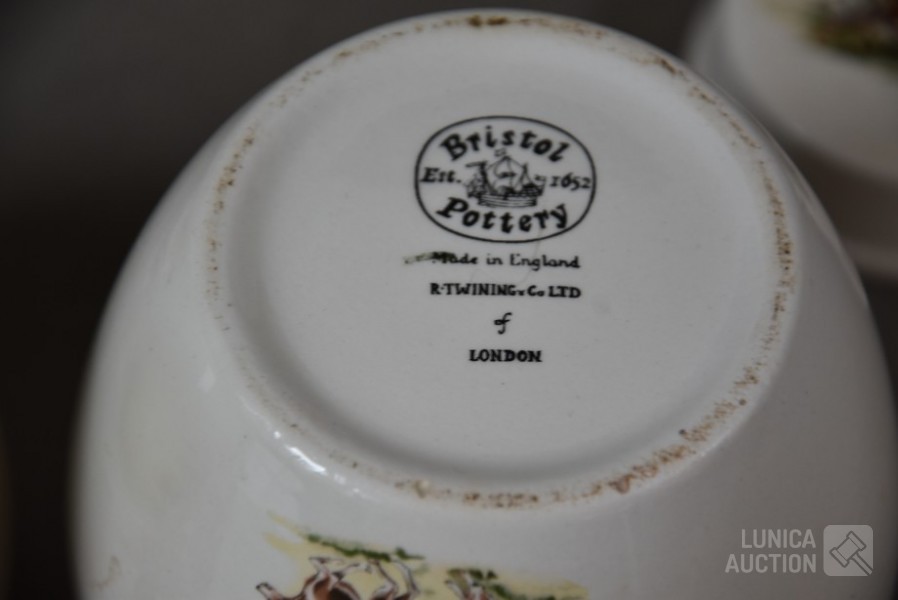 Bristol
Est. 1652
Pottery
Made in England
R·TWINING & Co LTD
of
LONDON
LUNICA
AUCTION